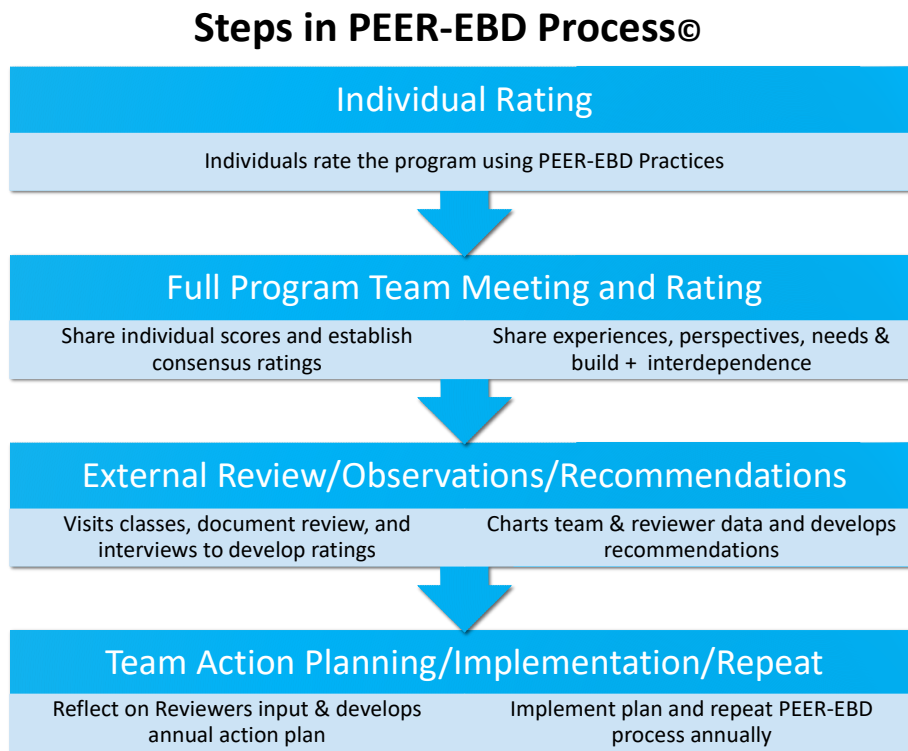 Steps in PEER-EBD Process©
Individual Rating
Individuals rate the program using PEER-EBD Practices
Full Program Team Meeting and Rating
Share individual scores and establish
consensus ratings
Share experiences, perspectives, needs &
build + interdependence
External Review/Observations/Recommendations
Visits classes, document review, and
interviews to develop ratings
Charts team & reviewer data and develops
recommendations
Team Action Planning/Implementation/Repeat
Reflect on Reviewers input & develops
annual action plan
Implement plan and repeat PEER-EBD
process annually